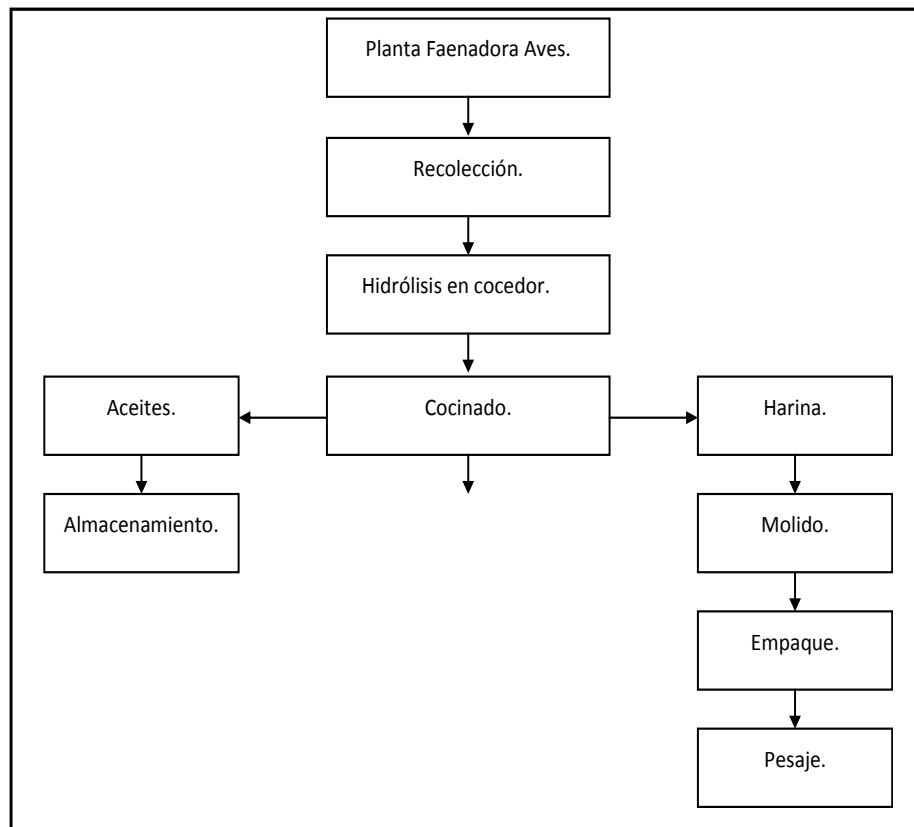 Planta Faenadora Aves.
Recolección.
Hidrólisis en cocedor.
Aceites.
Cocinado.
Harina.
Almacenamiento.
Molido.
Empaque.
Pesaje.